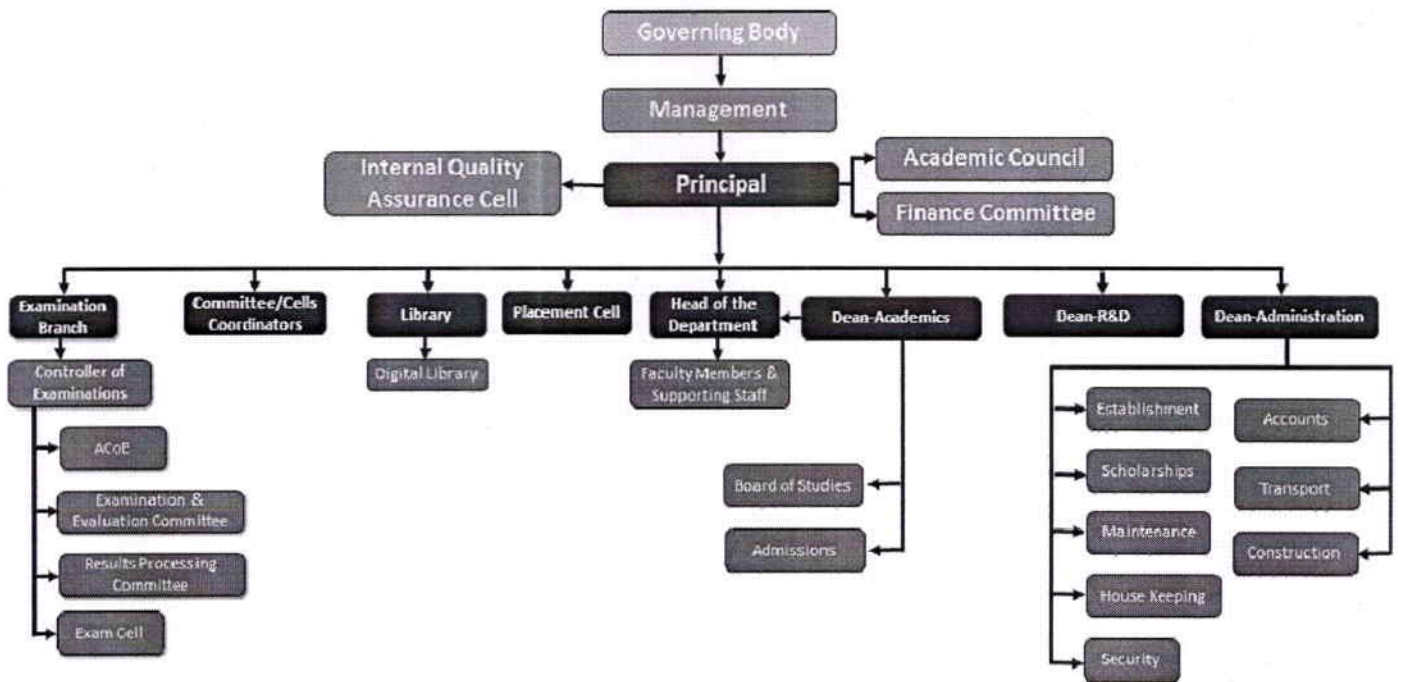 Governing Body
Management
Internal Quality
Assurance Cell
Principal
Academic Council
Finance Committee
Examination
Branch
Committee/Cells
Coordinators
Library
Placement Cell
Head of the
Department
Dean-Academics
Dean-R&D
Dean-Administration
Controller of
Examinations
Digital Library
Faculty Members &
Supporting Staff
ACoE
Examination &
Evaluation Committee
Results Processing
Committee
Exam Cell
Board of Studies
Admissions
Establishment
Scholarships
Maintenance
House Keeping
Security
Accounts
Transport
Construction